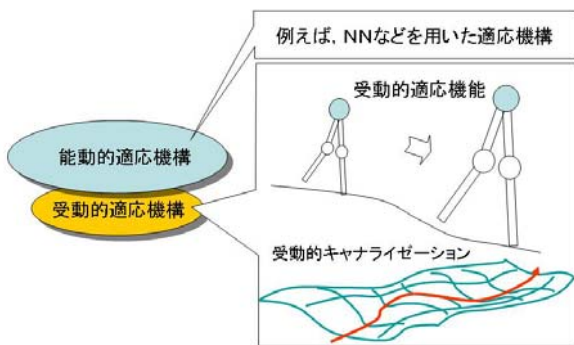 例えば, NNなどを用いた適応機構
受動的適応機能
能動的適応機構
受動的適応機構
受動的キャナライゼーション